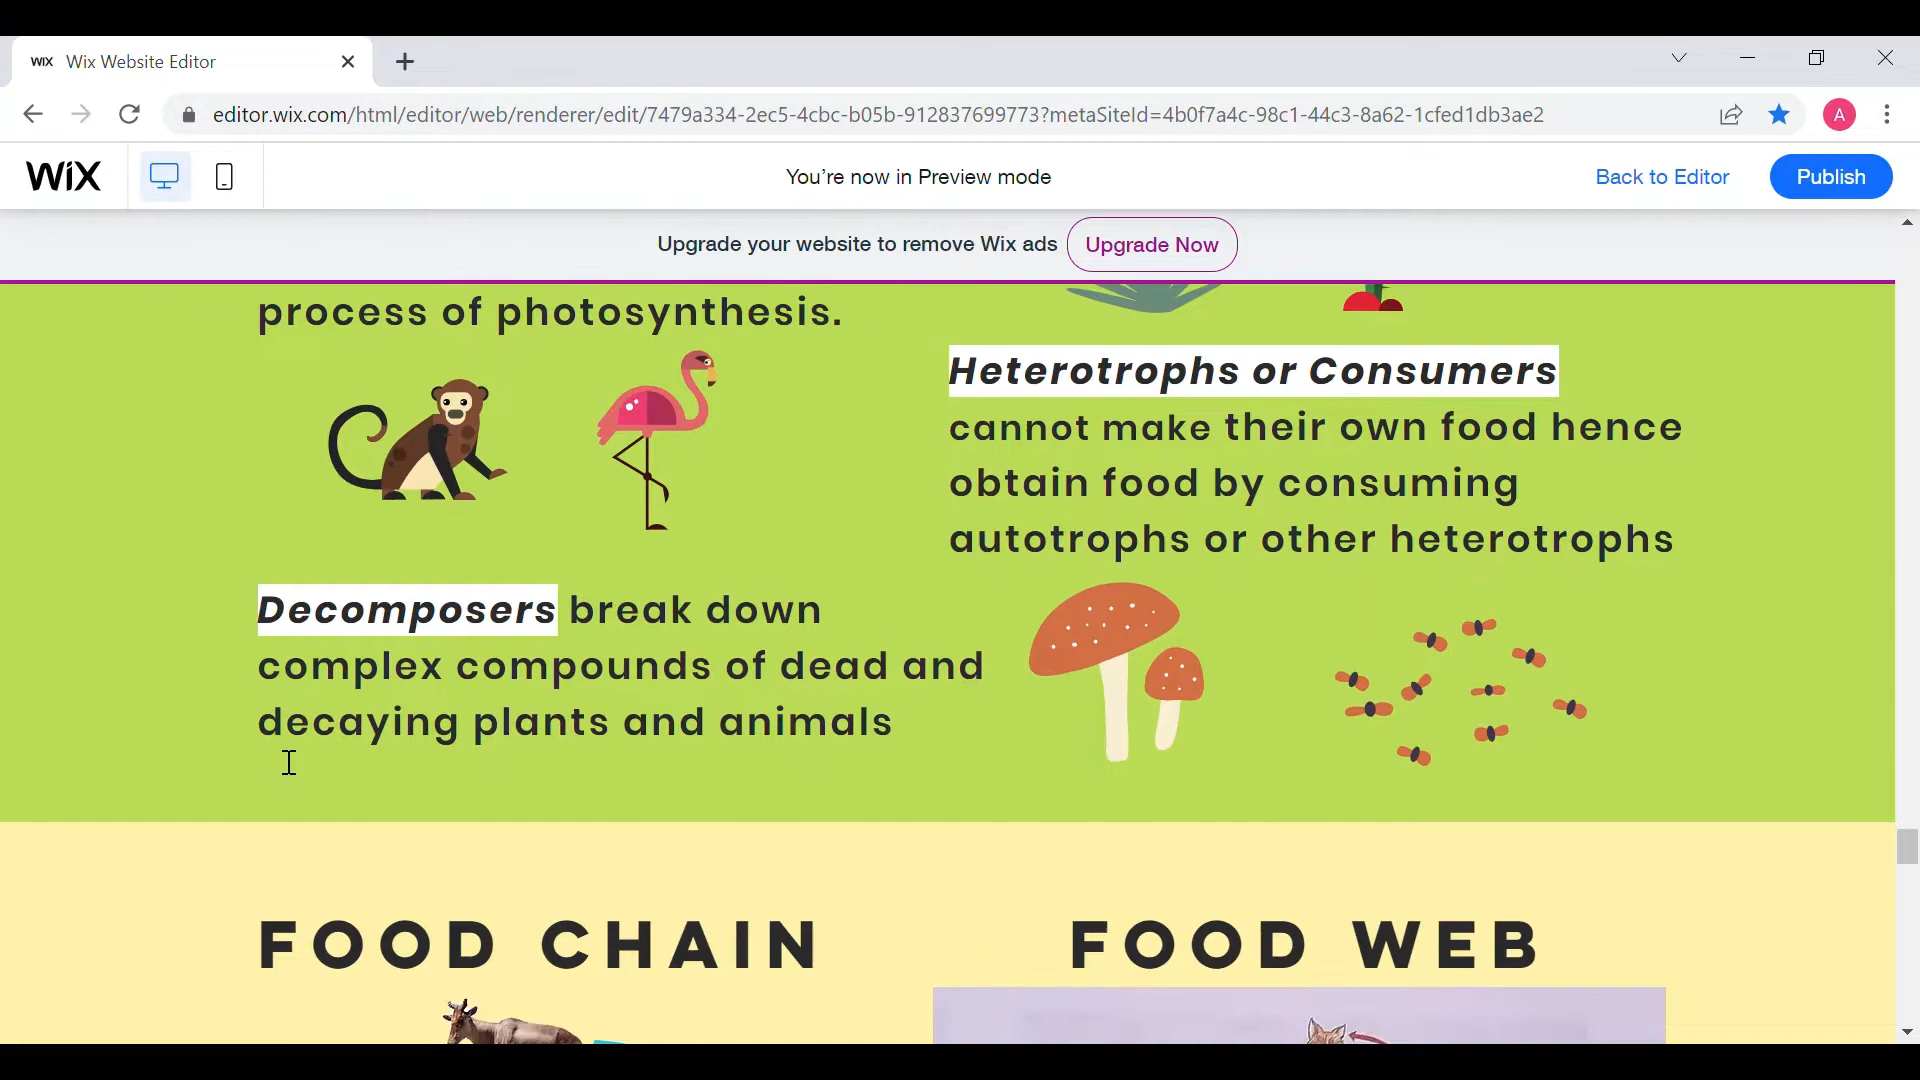 WIX Wix Website Editor
editor.wix.com/html/editor/web/renderer/edit/7479a334-2ec5-4cbc-b05b-912837699773?metaSiteId=4b0f7a4c-98c1-44c3-8a62-1cfed1db3ae2
A
WiX
You're now in Preview mode
Back to Editor
Publish
Upgrade your website to remove Wix ads
Upgrade Now
process of photosynthesis.
Heterotrophs or Consumers
cannot make their own food hence
obtain food by consuming
autotrophs or other heterotrophs
Decomposers break down
complex compounds of dead and
decaying plants and animals
FOOD CHAIN
FOOD WEB